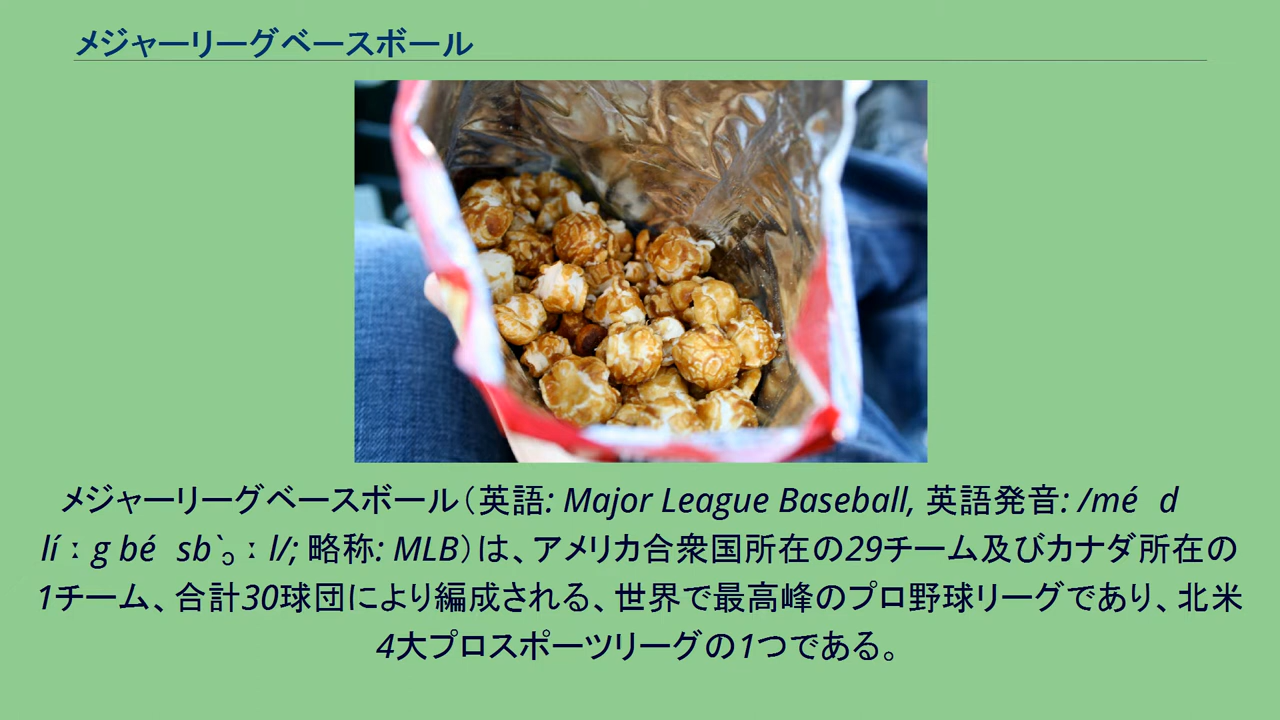 メジャーリーグベースボール
メジャーリーグベースボール（英語: Major League Baseball, 英語発音: /mé d
lí ː g bé sb`ɔ ː l/; 略称: MLB）は、アメリカ合衆国所在の29チーム及びカナダ所在の
1チーム、合計30球団により編成される、世界で最高峰のプロ野球リーグであり、北米
4大プロスポーツリーグの1つである。